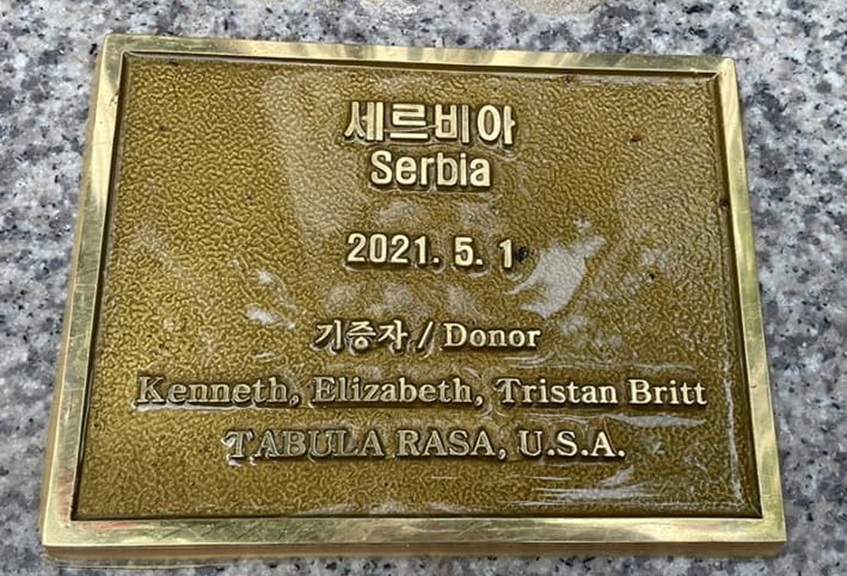 세르비아
Serbia
2021. 5. 1
기증자 / Donor
Kenneth, Elizabeth, Tristan Britt
TABULA RASA, U.S.A.